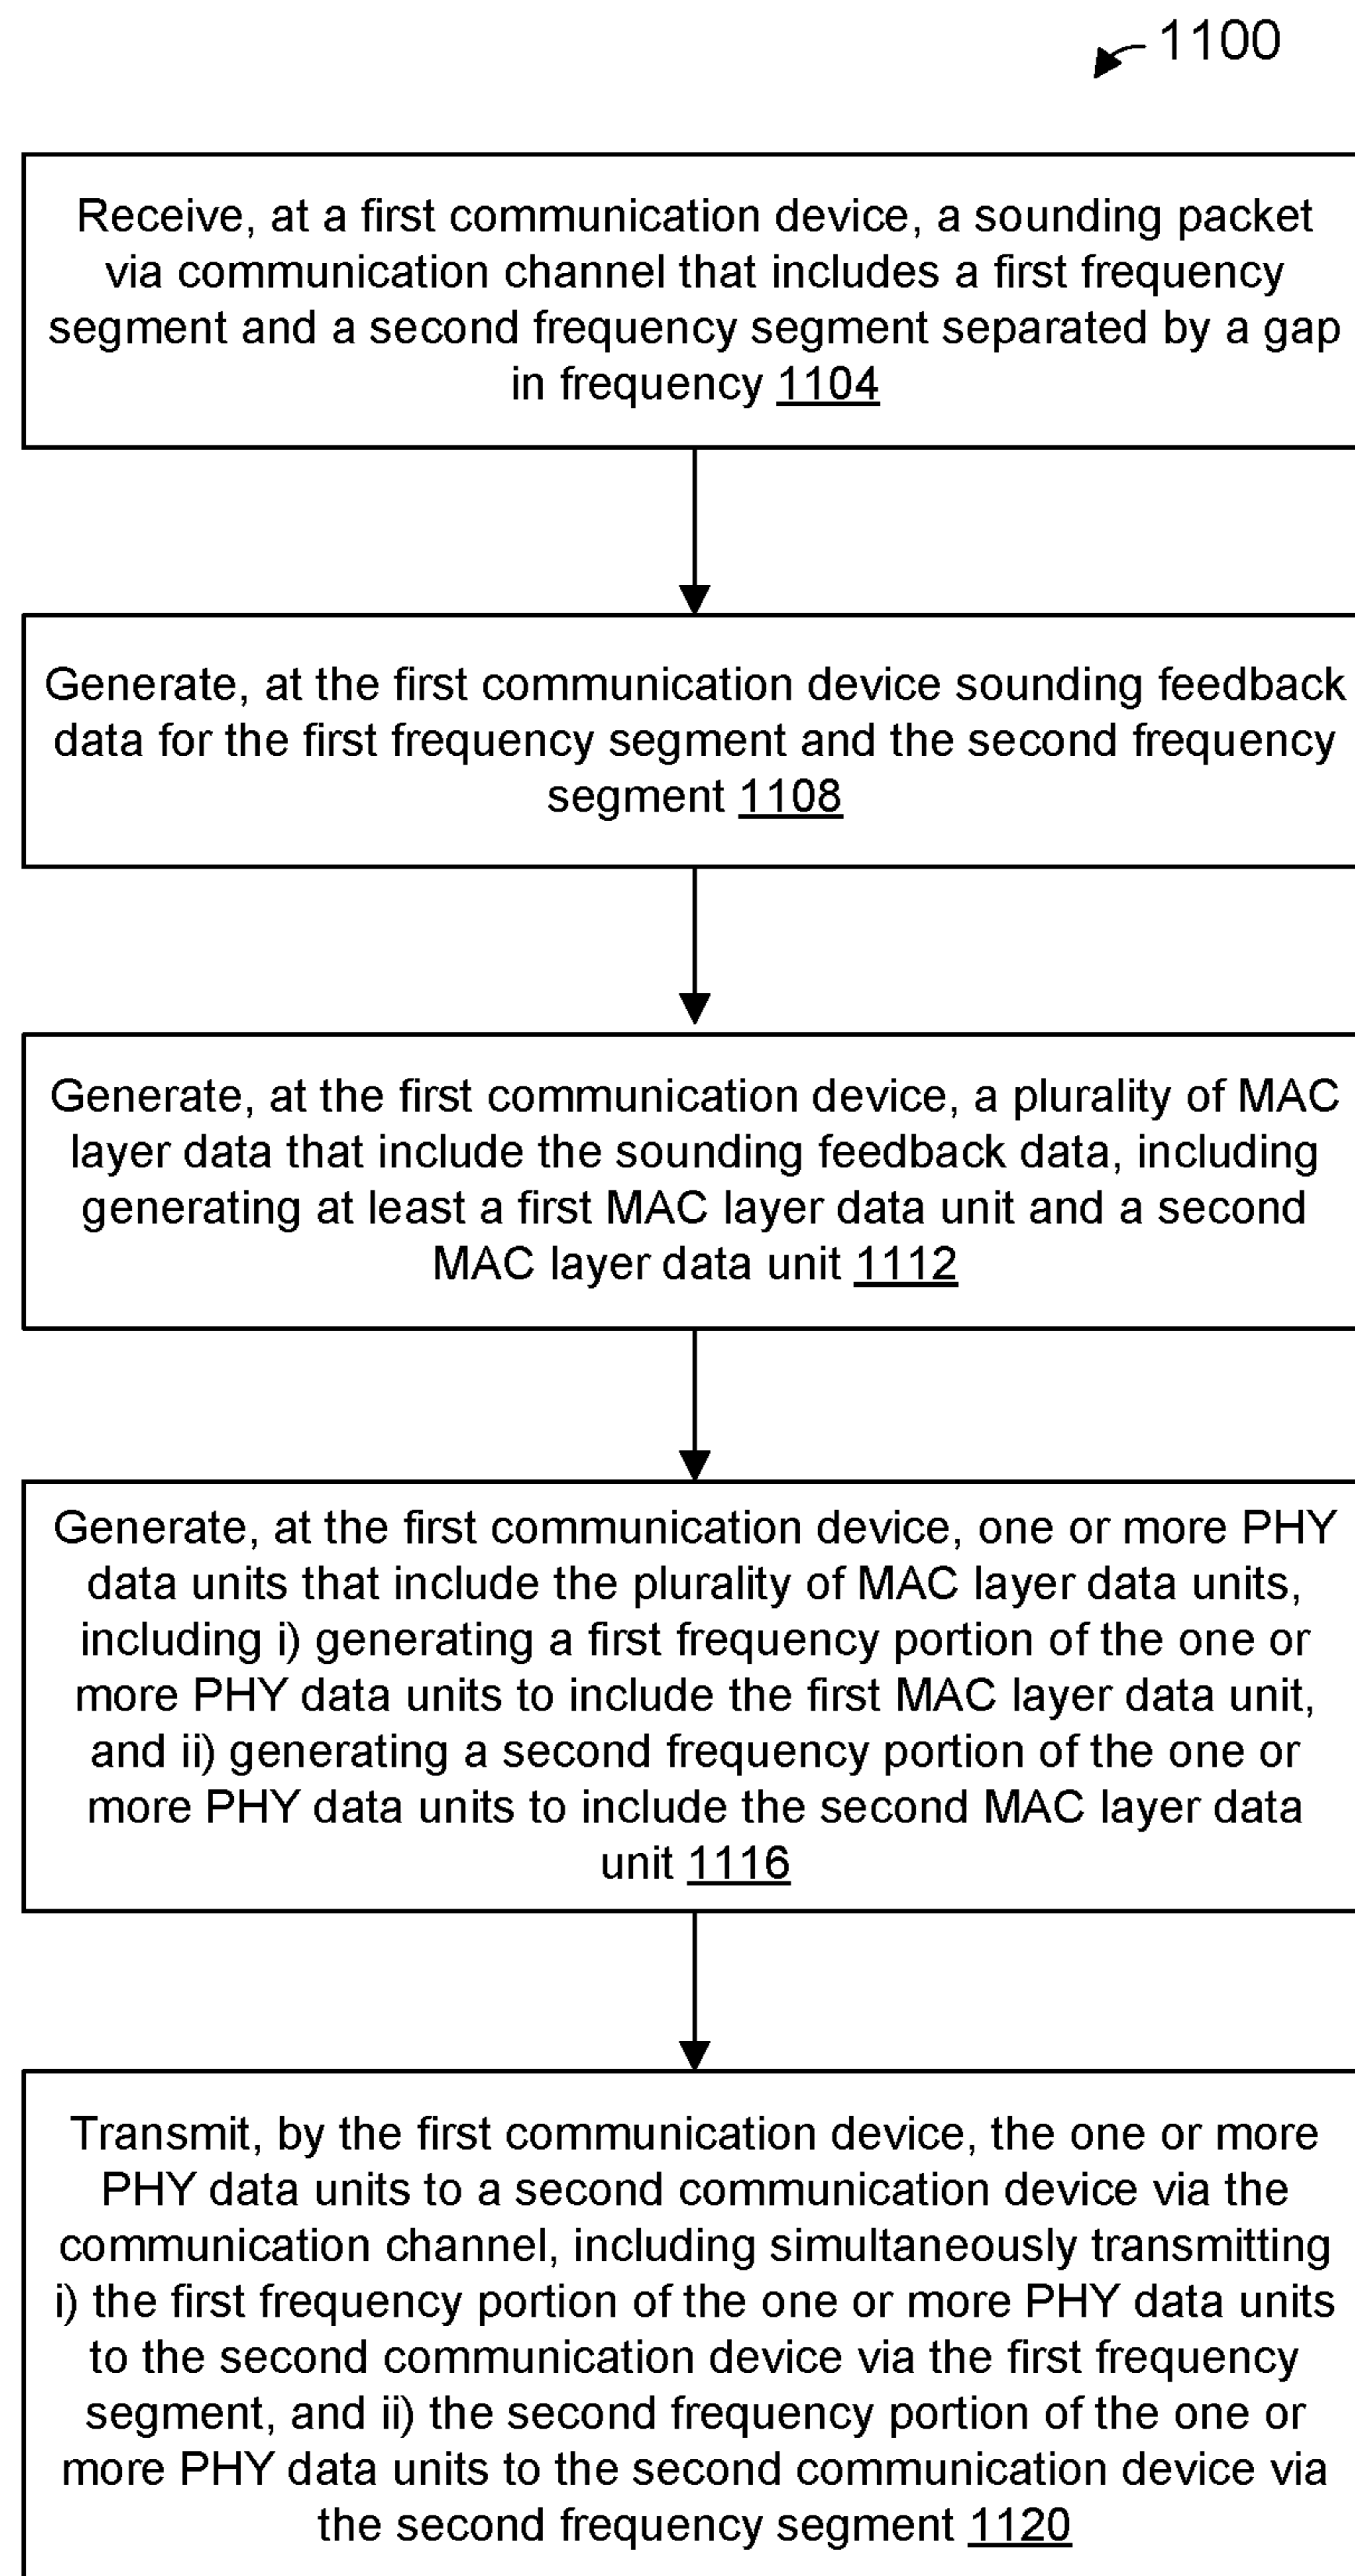 1100
Receive, at a first communication device, a sounding packet
via communication channel that includes a first frequency
segment and a second frequency segment separated by a gap
in frequency 1104
Generate, at the first communication device sounding feedback
data for the first frequency segment and the second frequency
segment 1108
Generate, at the first communication device, a plurality of MAC
layer data that include the sounding feedback data, including
generating at least a first MAC layer data unit and a second
MAC layer data unit 1112
Generate, at the first communication device, one or more PHY
data units that include the plurality of MAC layer data units,
including i) generating a first frequency portion of the one or
more PHY data units to include the first MAC layer data unit,
and ii) generating a second frequency portion of the one or
more PHY data units to include the second MAC layer data
unit 1116
Transmit, by the first communication device, the one or more
PHY data units to a second communication device via the
communication channel, including simultaneously transmitting
i) the first frequency portion of the one or more PHY data units
to the second communication device via the first frequency
segment, and ii) the second frequency portion of the one or
more PHY data units to the second communication device via
the second frequency segment 1120